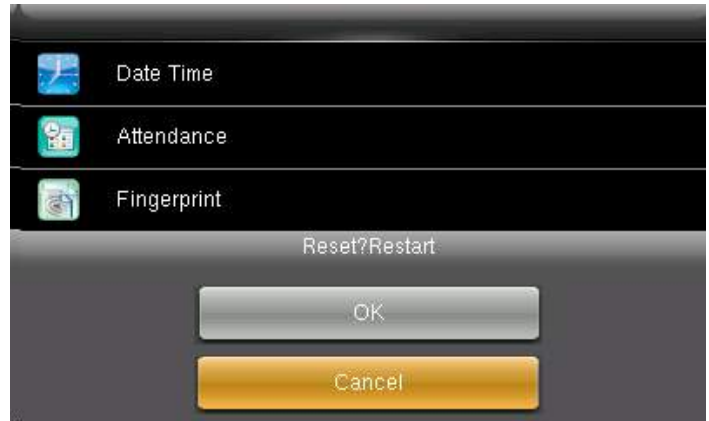 Date Time
Attendance
Fingerprint
Reset?Restart
OK
Cancel